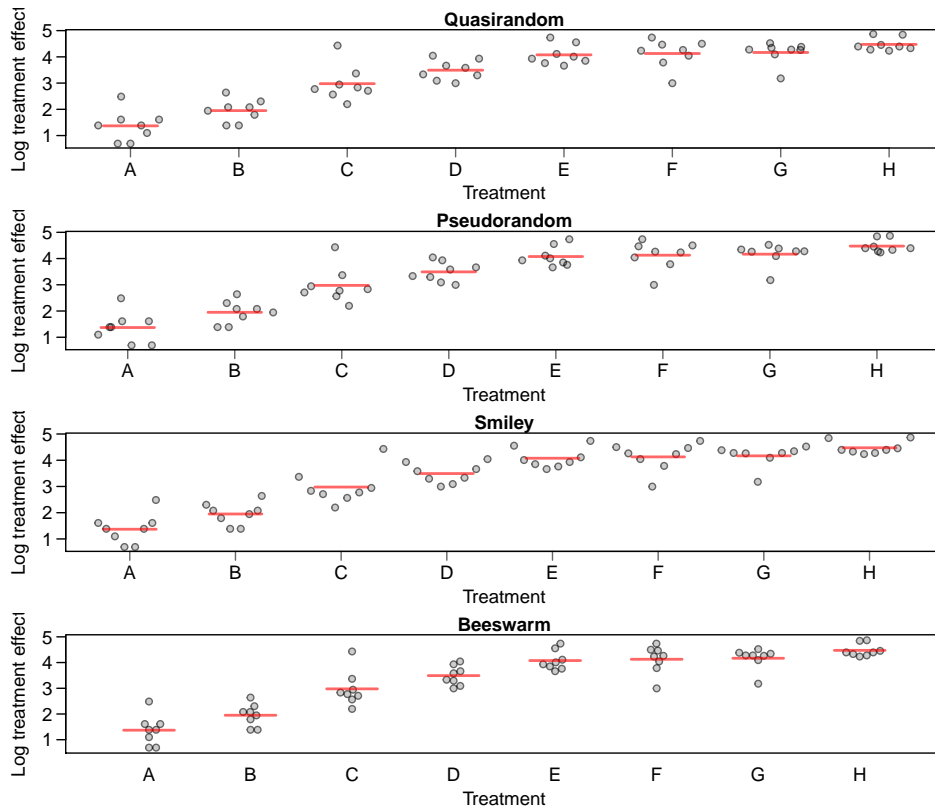 Quasirandom
Log treatment effect
5
4
3
2
1
A B C D E F G H
Treatment
Pseudorandom
Log treatment effect
5
4
3
2
1
A B C D E F G H
Treatment
Smiley
Log treatment effect
5
4
3
2
1
A B C D E F G H
Treatment
Beeswarm
Log treatment effect
5
4
3
2
1
A B C D E F G H
Treatment